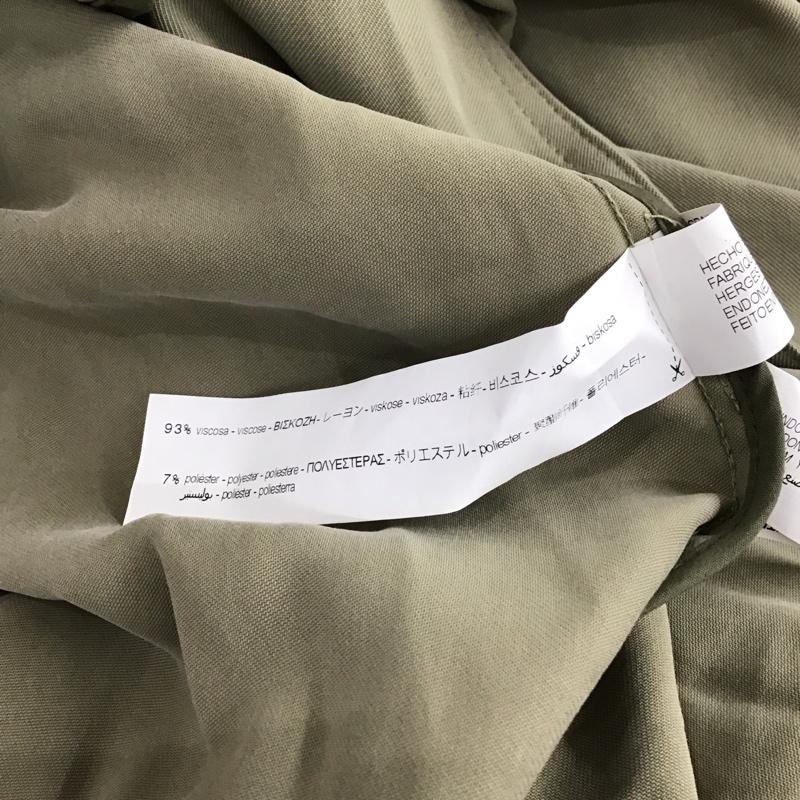 93% viscosa - viscose - ΒΙΣΚΟΖΗ - レーヨン - viskose - viskoza - 粘纤 - 비스코스 - فسكوز - biskosa
7% poliéster - polyester - poliestere - ΠΟΛΥΕΣΤΕΡΑΣ - ポリエステル - poliester - 聚酯纤维 - 폴리에스터 -
بوليستر - poliester - poliesterra
HECHO
FABRIQU
HERGES
ENDONE
FEITO EN